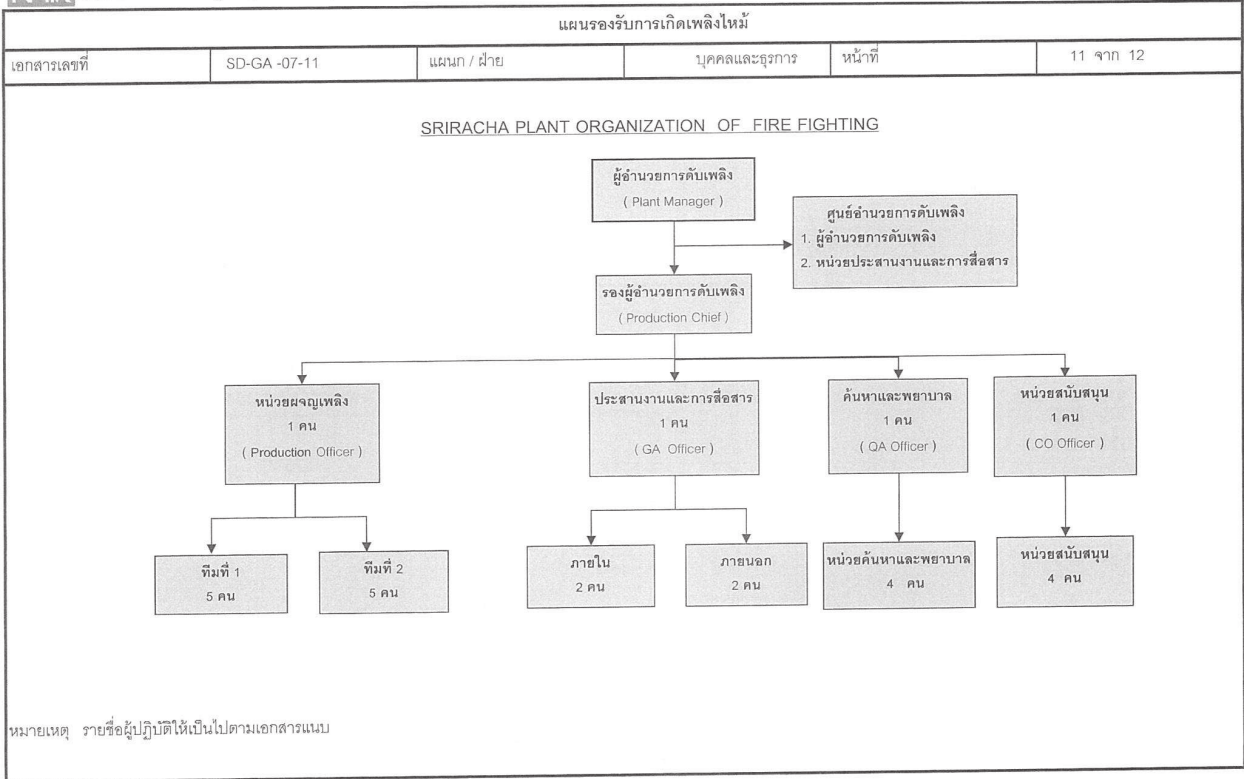 แผนรองรับการเกิดเพลิงไหม้
เอกสารเลขที่ SD-GA -07-11 แผนก / ฝ่าย บุคคลและธุรการ หน้าที่ 11 จาก 12
SRIRACHA PLANT ORGANIZATION OF FIRE FIGHTING
ผู้อำนวยการดับเพลิง
( Plant Manager )
ศูนย์อำนวยการดับเพลิง
1. ผู้อำนวยการดับเพลิง
2. หน่วยประสานงานและการสื่อสาร
รองผู้อำนวยการดับเพลิง
( Production Chief )
หน่วยผจญเพลิง
1 คน
( Production Officer )
ประสานงานและการสื่อสาร
1 คน
( GA Officer )
ค้นหาและพยาบาล
1 คน
( QA Officer )
หน่วยสนับสนุน
1 คน
( CO Officer )
ทีมที่ 1
5 คน
ทีมที่ 2
5 คน
ภายใน
2 คน
ภายนอก
2 คน
หน่วยค้นหาและพยาบาล
4 คน
หน่วยสนับสนุน
4 คน
หมายเหตุ รายชื่อผู้ปฏิบัติให้เป็นไปตามเอกสารแนบ